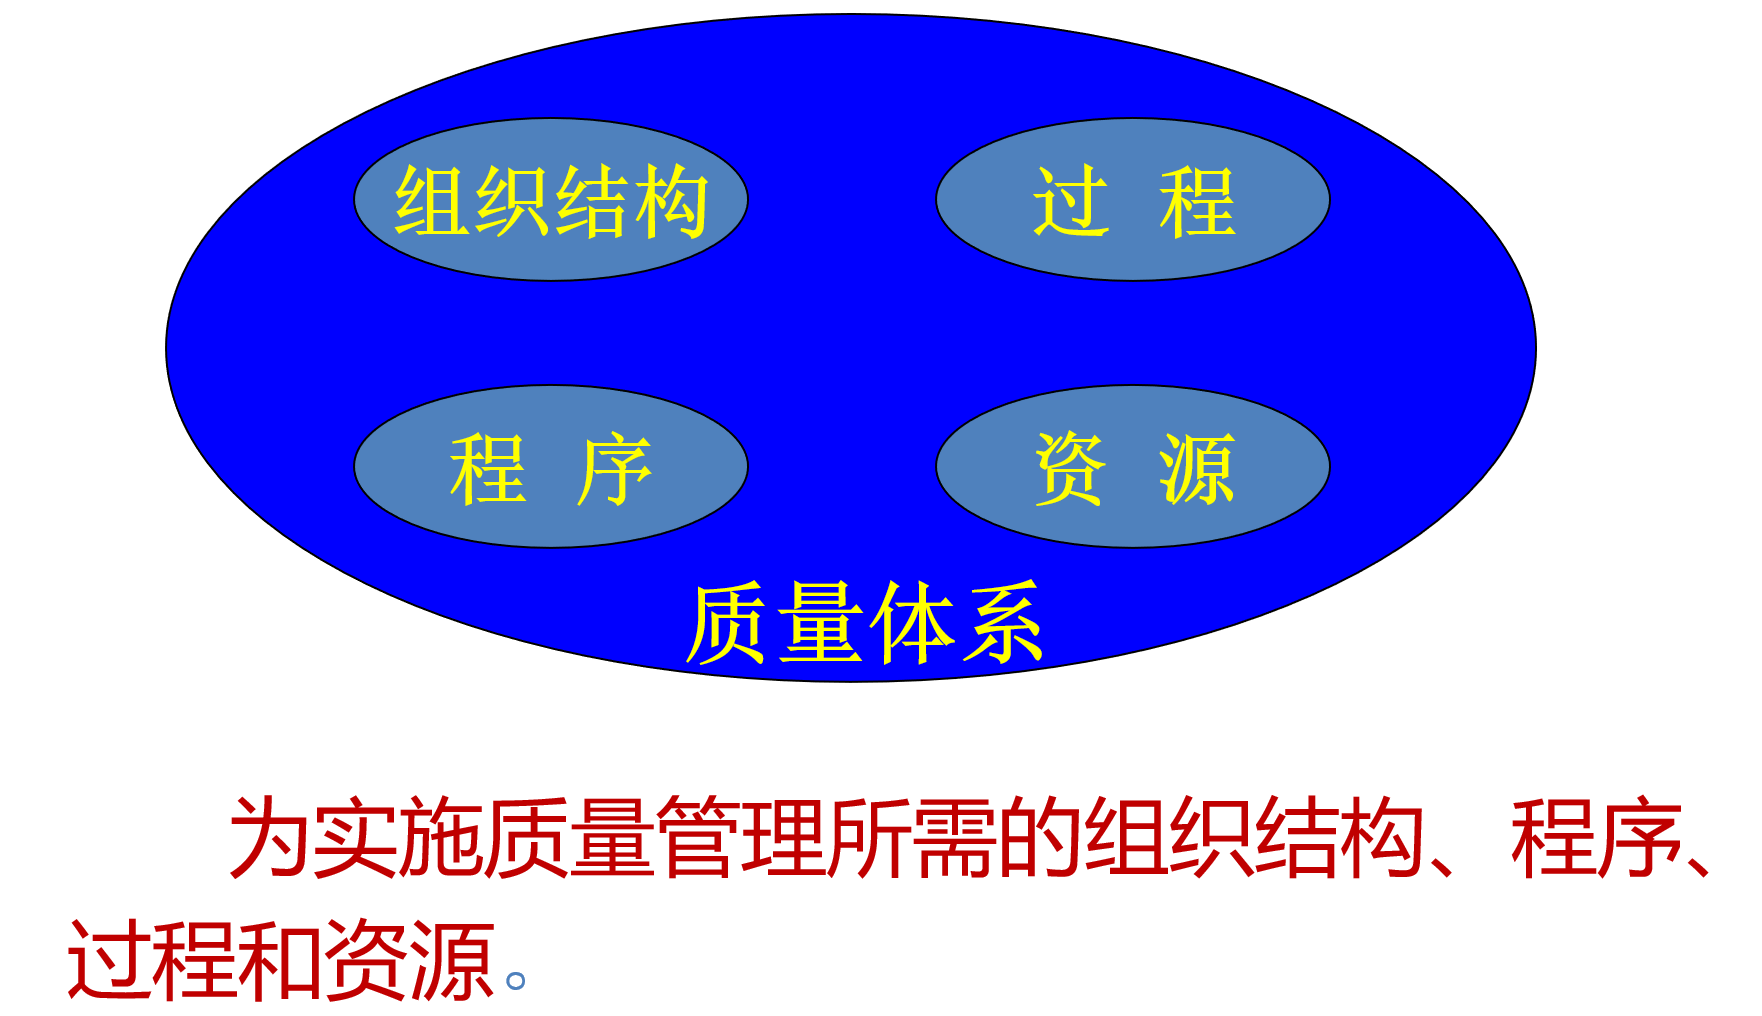 组织结构
过 程
程 序
资 源
质量体系
为实施质量管理所需的组织结构、程序、
过程和资源。